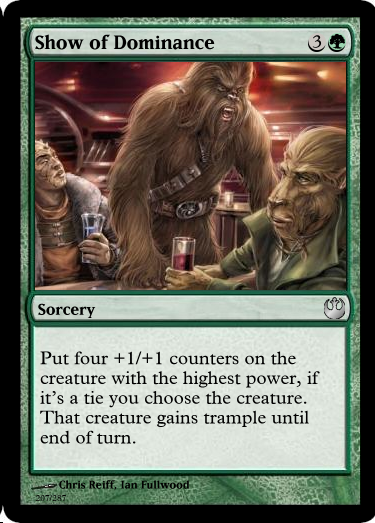 Show of Dominance 3
Sorcery
Put four +1/+1 counters on the
creature with the highest power, if
it's a tie you choose the creature.
That creature gains trample until
end of turn.
Chris Reiff, Ian Fullwood
207/287